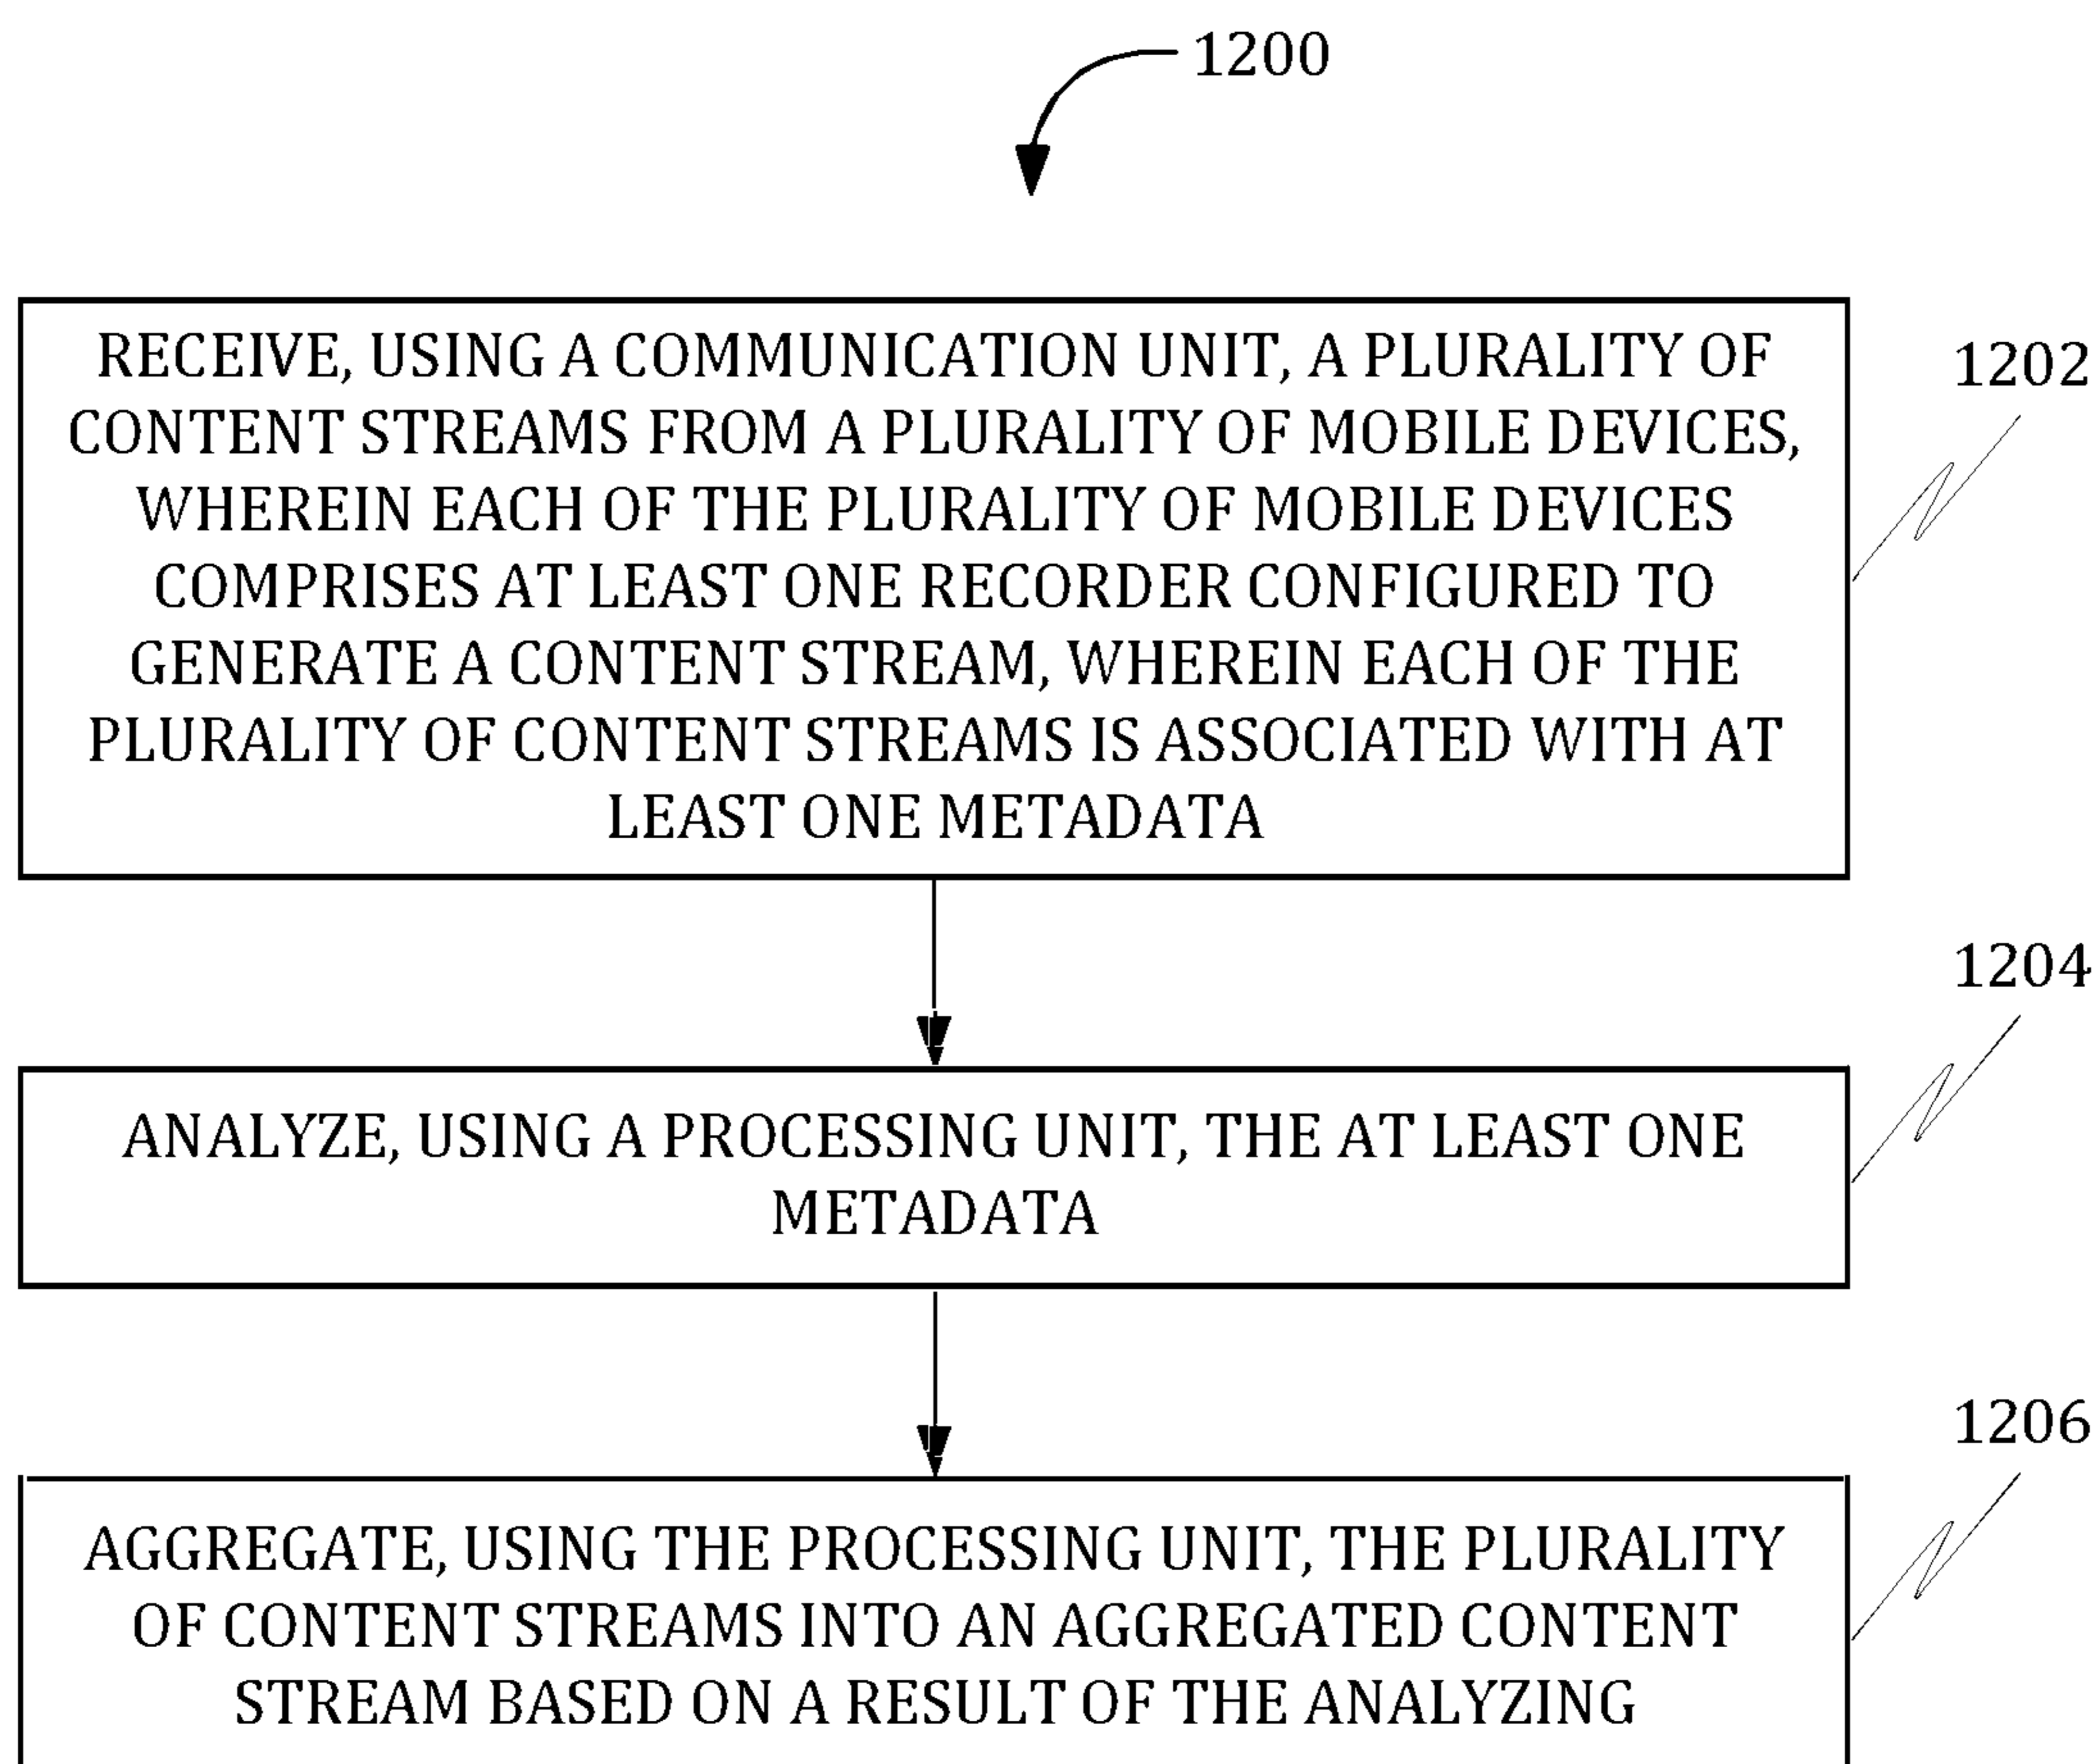 1200
RECEIVE, USING A COMMUNICATION UNIT, A PLURALITY OF
CONTENT STREAMS FROM A PLURALITY OF MOBILE DEVICES,
WHEREIN EACH OF THE PLURALITY OF MOBILE DEVICES
COMPRISES AT LEAST ONE RECORDER CONFIGURED TO
GENERATE A CONTENT STREAM, WHEREIN EACH OF THE
PLURALITY OF CONTENT STREAMS IS ASSOCIATED WITH AT
LEAST ONE METADATA
1202
ANALYZE, USING A PROCESSING UNIT, THE AT LEAST ONE
METADATA
1204
AGGREGATE, USING THE PROCESSING UNIT, THE PLURALITY
OF CONTENT STREAMS INTO AN AGGREGATED CONTENT
STREAM BASED ON A RESULT OF THE ANALYZING
1206